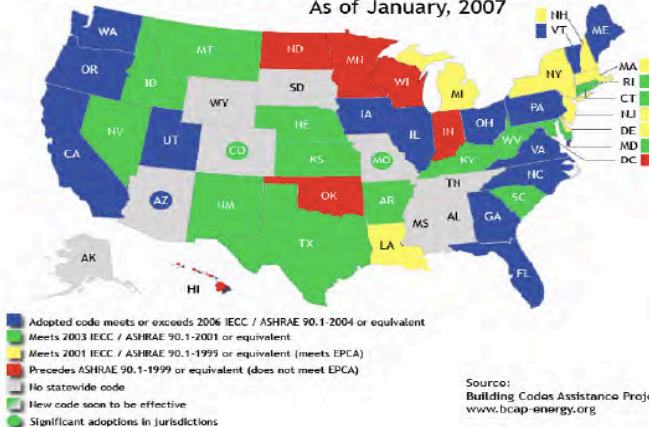 As of January, 2007
NH
VT
WA
ME
MT
ND
MN
OR
ID
SD
WI
NY
MA
RI
WY
MI
CT
IA
PA
NJ
NE
OH
DE
NV
UT
IL
IN
WV
MD
CO
VA
DC
CA
KS
MO
KY
NC
TN
AZ
OK
NM
AR
SC
MS
AL
GA
TX
LA
AK
FL
HI
Adopted code meets or exceeds 2006 IECC / ASHRAE 90.1-2004 or equivalent
Meets 2003 IECC / ASHRAE 90.1-2001 or equivalent
Meets 2001 IECC / ASHRAE 90.1-1999 or equivalent (meets EPCA)
Precedes ASHRAE 90.1-1999 or equivalent (does not meet EPCA)
No statewide code
New code soon to be effective
Significant adoptions in jurisdictions
Source:
Building Codes Assistance Proje
www.bcap-energy.org